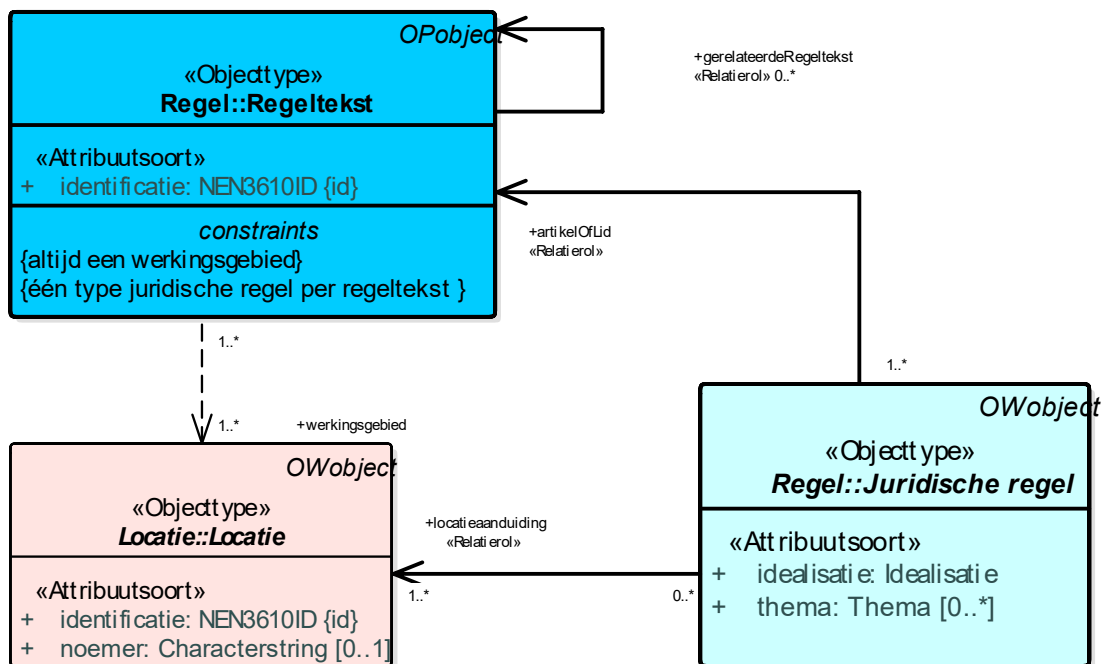 OPobject
«Objecttype»
Regel::Regeltekst
«Attribuutsoort»
+ identificatie: NEN3610ID {id}
constraints
{altijd een werkingsgebied}
{één type juridische regel per regeltekst }
+gerelateerdeRegeltekst
«Relatierol» 0..*
+artikelOfLid
«Relatierol»
1..*
1..*
1..*
+werkingsgebied
OWobject
«Objecttype»
Locatie::Locatie
«Attribuutsoort»
+ identificatie: NEN3610ID {id}
+ noemer: Characterstring [0..1]
+locatieaanduiding
«Relatierol»
1..*
0..*
OWobject
«Objecttype»
Regel::Juridische regel
«Attribuutsoort»
+ idealisatie: Idealisatie
+ thema: Thema [0..*]